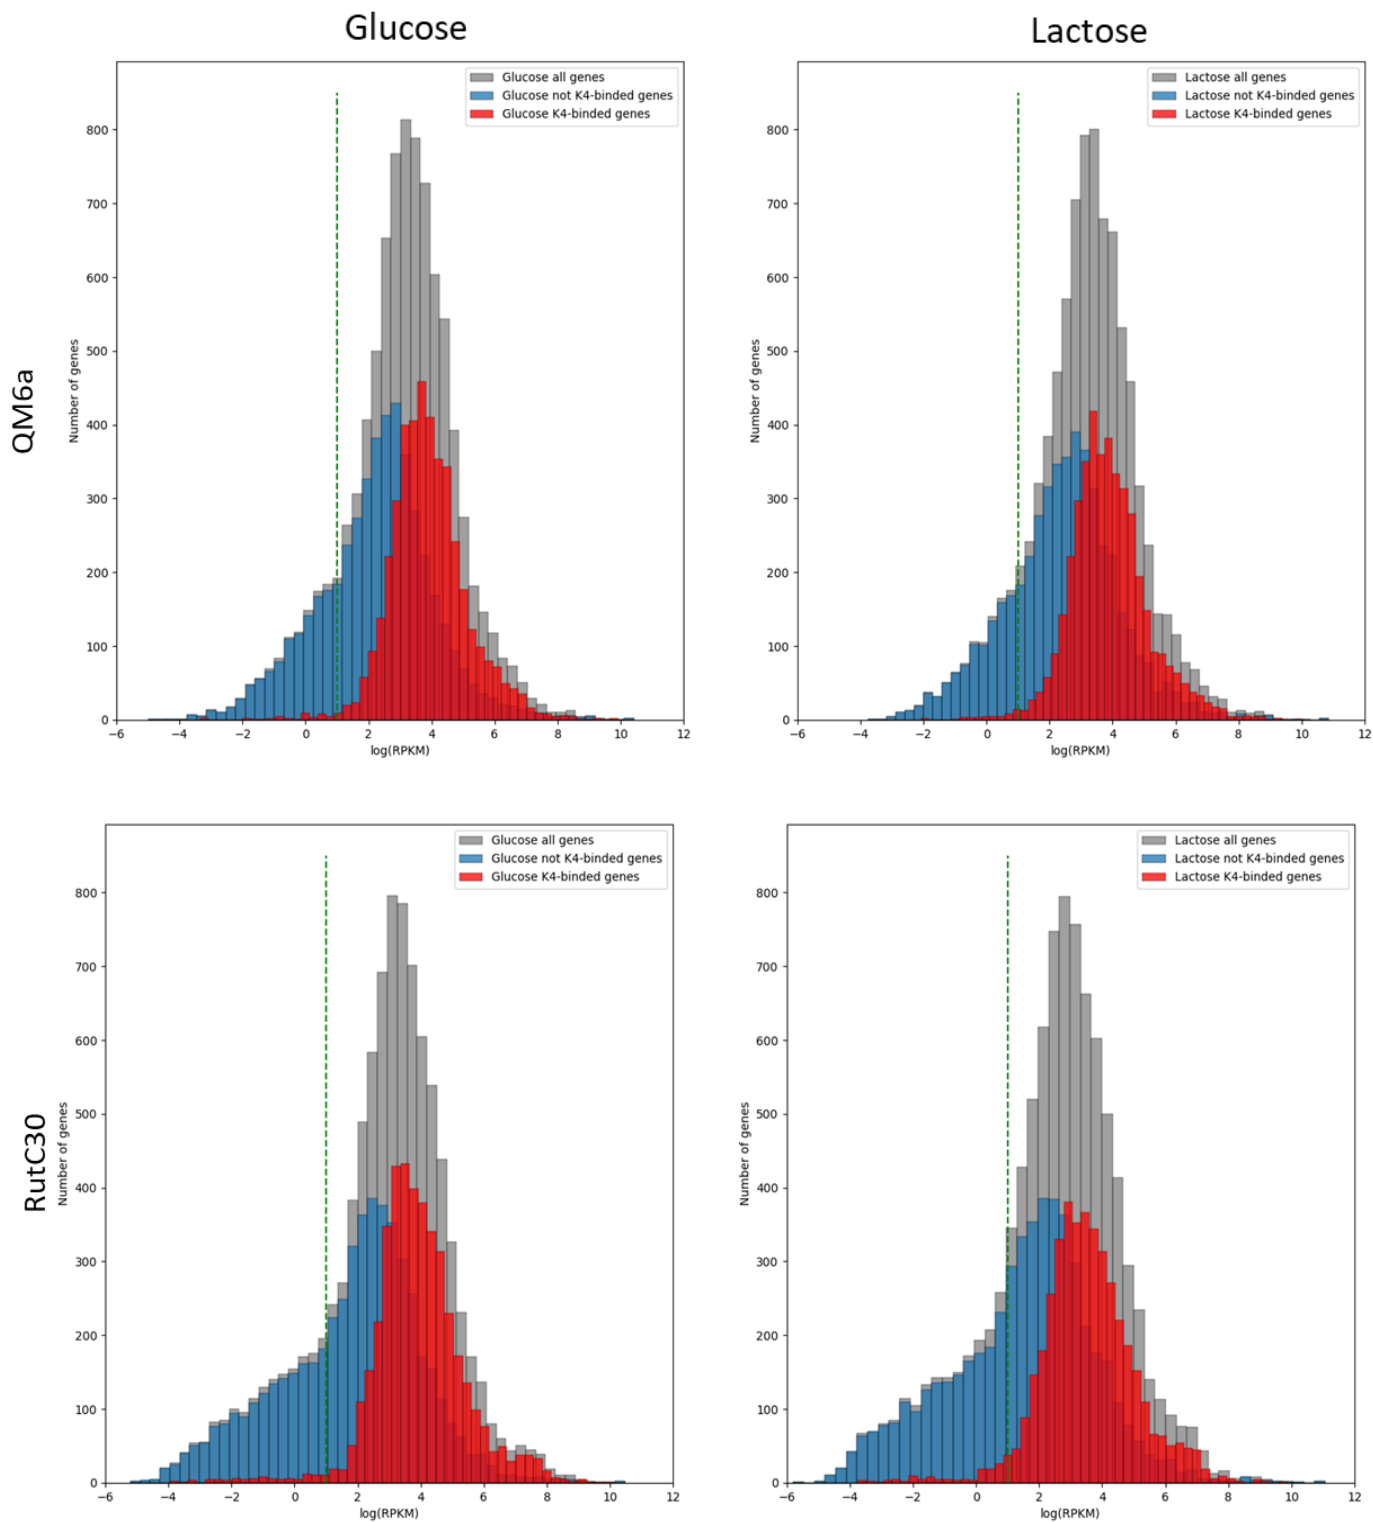 Glucose
Lactose
QM6a
Glucose all genes
Glucose not K4-binded genes
Glucose K4-binded genes
Number of genes
800
700
600
500
400
300
200
100
0
−6 −4 −2 0 2 4 6 8 10 12
log(RPKM)
Lactose all genes
Lactose not K4-binded genes
Lactose K4-binded genes
Number of genes
800
700
600
500
400
300
200
100
0
−6 −4 −2 0 2 4 6 8 10 12
log(RPKM)
RutC30
Glucose all genes
Glucose not K4-binded genes
Glucose K4-binded genes
Number of genes
800
700
600
500
400
300
200
100
0
−6 −4 −2 0 2 4 6 8 10 12
log(RPKM)
Lactose all genes
Lactose not K4-binded genes
Lactose K4-binded genes
Number of genes
800
700
600
500
400
300
200
100
0
−6 −4 −2 0 2 4 6 8 10 12
log(RPKM)